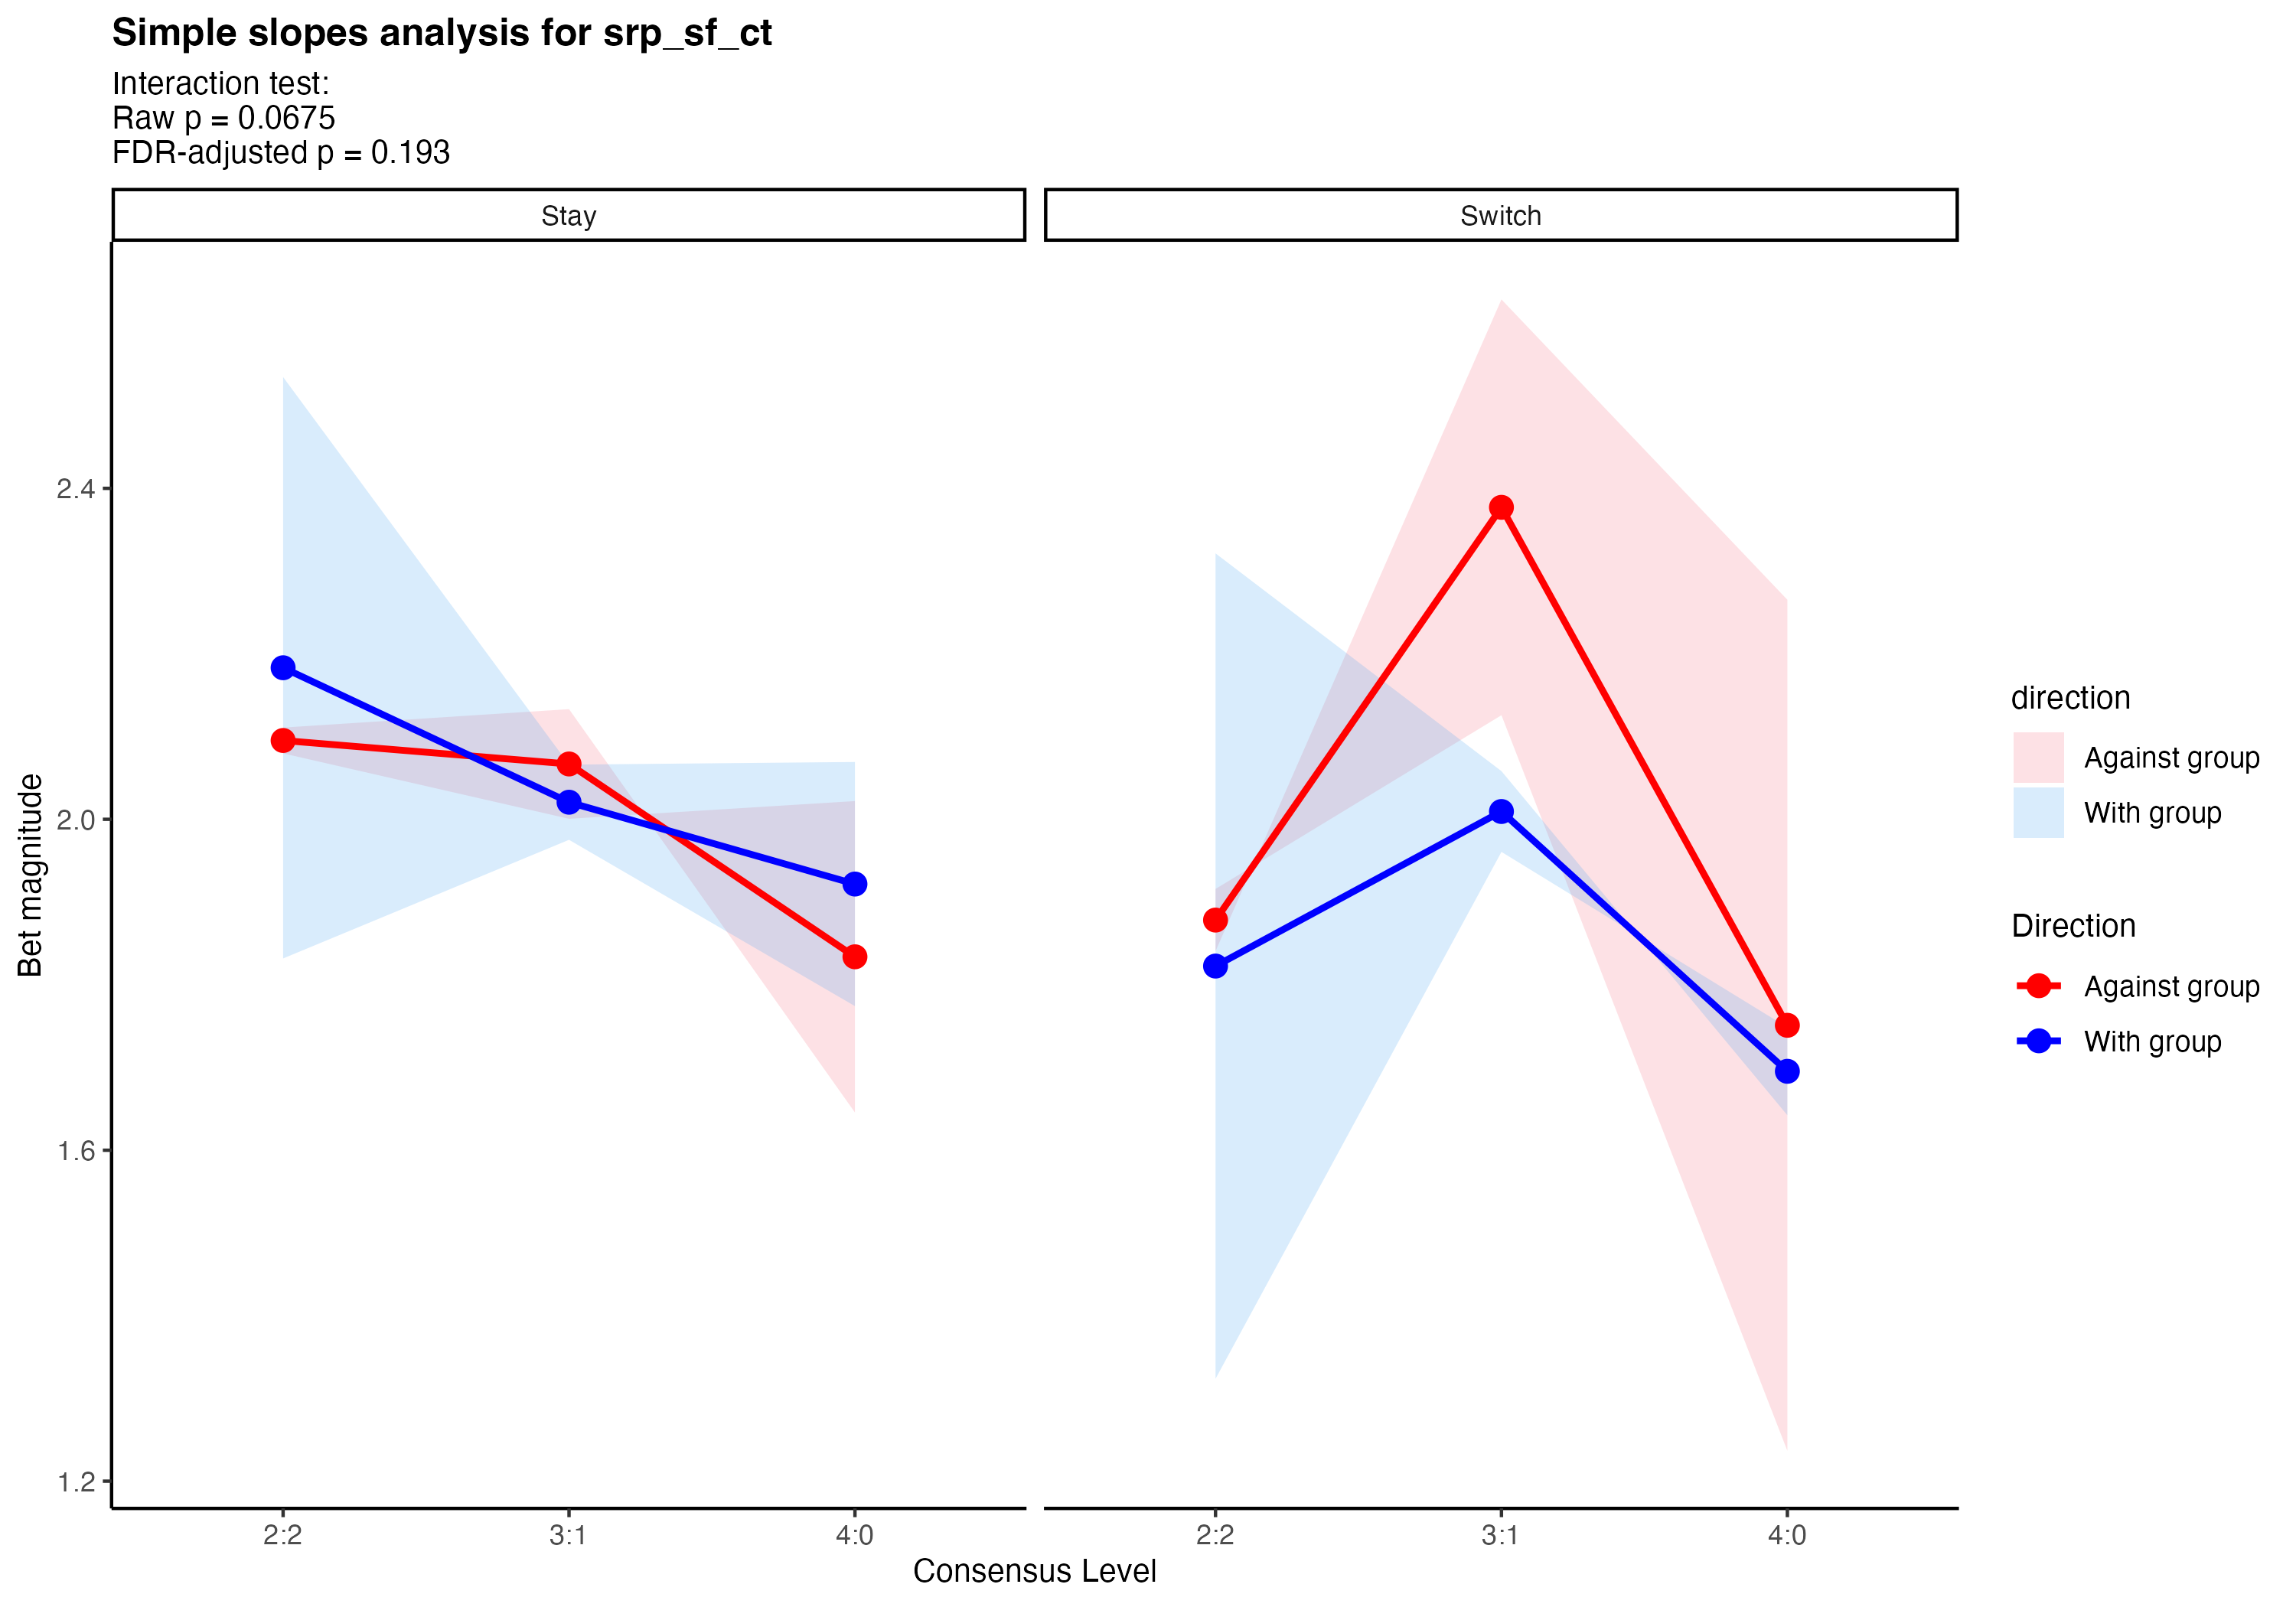 Simple slopes analysis for srp_sf_ct
Interaction test:
Raw p = 0.0675
FDR-adjusted p = 0.193
Stay
Switch
Bet magnitude
2.4
2.0
1.6
1.2
2:2
3:1
4:0
2:2
3:1
4:0
Consensus Level
direction
Against group
With group
Direction
Against group
With group